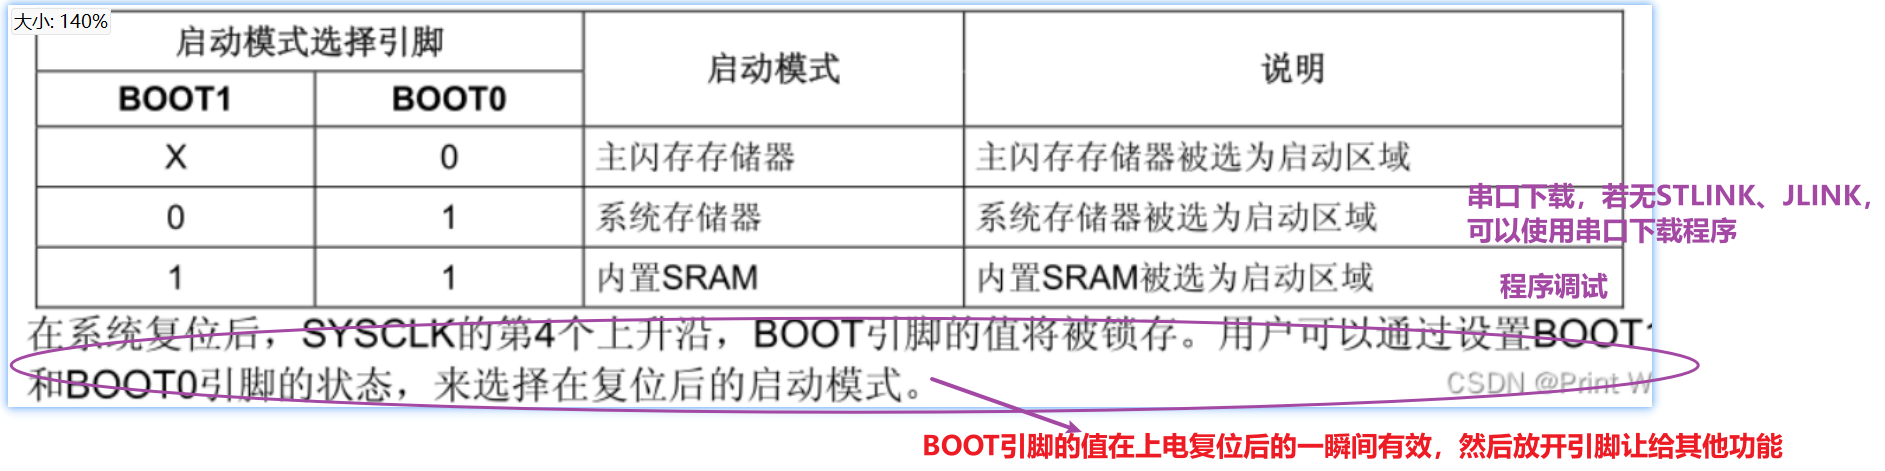 大小: 140%
启动模式选择引脚
启动模式
说明
BOOT1
BOOT0
X
0
主闪存存储器
主闪存存储器被选为启动区域
0
1
系统存储器
系统存储器被选为启动区域
串口下载，若无STLINK、JLINK，
可以使用串口下载程序
1
1
内置SRAM
内置SRAM被选为启动区域
程序调试
在系统复位后，SYSCLK的第4个上升沿，BOOT引脚的值将被锁存。用户可以通过设置BOOT1
和BOOT0引脚的状态，来选择在复位后的启动模式。
CSDN @Print W
BOOT引脚的值在上电复位后的一瞬间有效，然后放开引脚让给其他功能